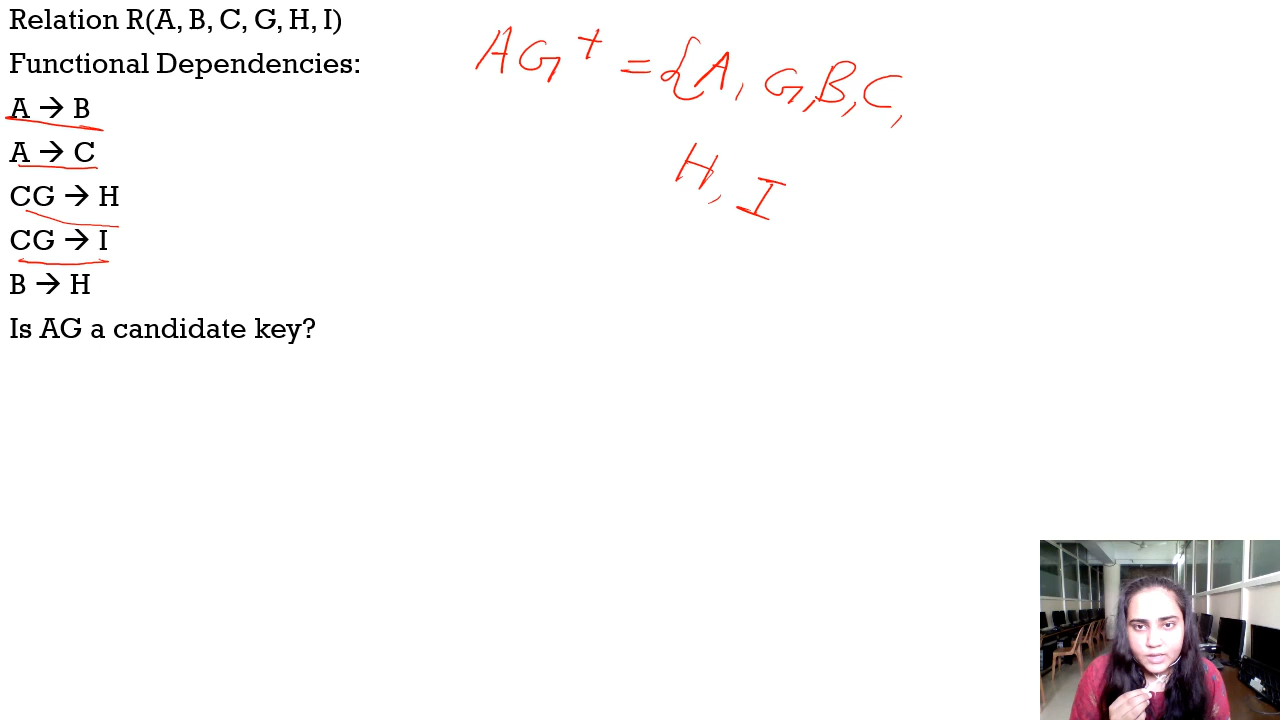 Relation R(A, B, C, G, H, I)
Functional Dependencies:
A → B
A → C
CG → H
CG → I
B → H
Is AG a candidate key?
AG+ = {A, G, B, C,
H, I